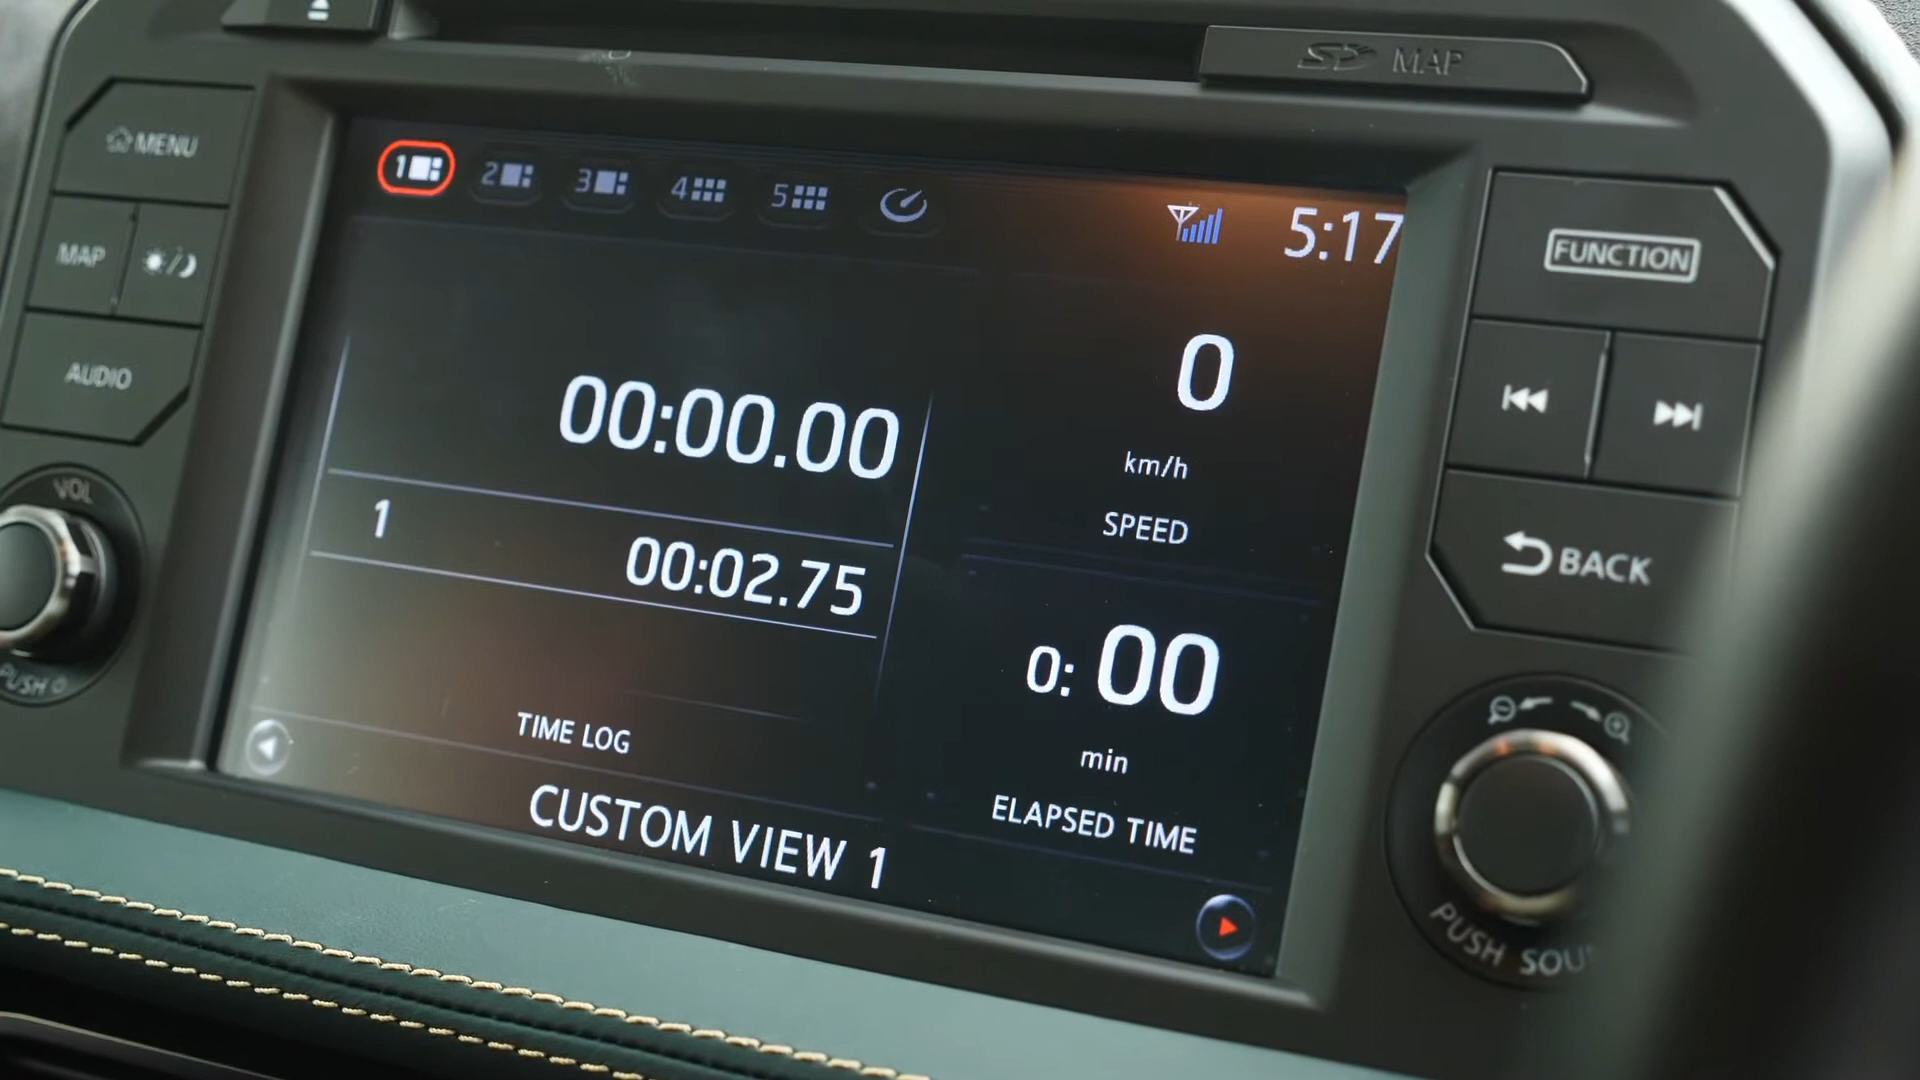 SD MAP
MENU
MAP
AUDIO
VOL
PUSH
1 2 3 4 5
5:17
00:00.00
1
00:02.75
TIME LOG
0
km/h
SPEED
0:00
min
ELAPSED TIME
CUSTOM VIEW 1
FUNCTION
BACK
PUSH SOU